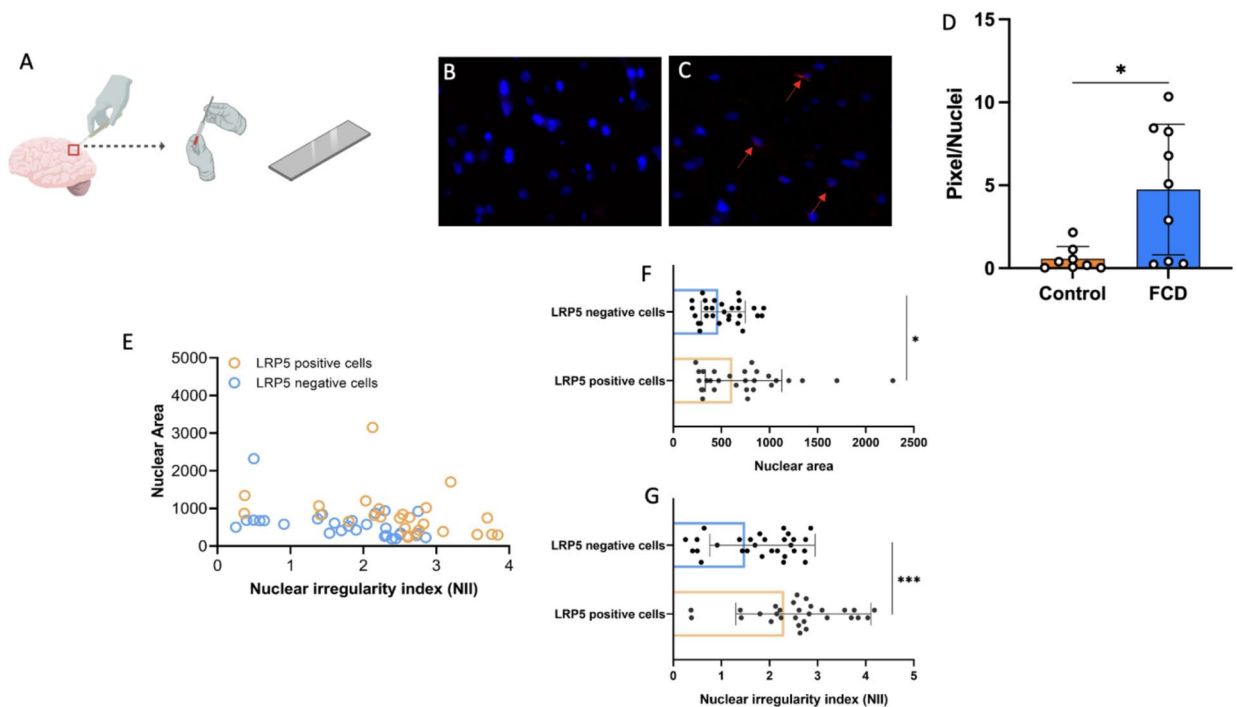 A
B
C
D
15
10
5
0
Pixel/Nuclei
*
Control
FCD
E
5000
4000
3000
2000
1000
0
Nuclear Area
LRP5 positive cells
LRP5 negative cells
0
1
2
3
4
Nuclear irregularity index (NII)
F
LRP5 negative cells
LRP5 positive cells
*
0
500
1000
1500
2000
2500
Nuclear area
G
LRP5 negative cells
LRP5 positive cells
***
0
1
2
3
4
5
Nuclear irregularity index (NII)